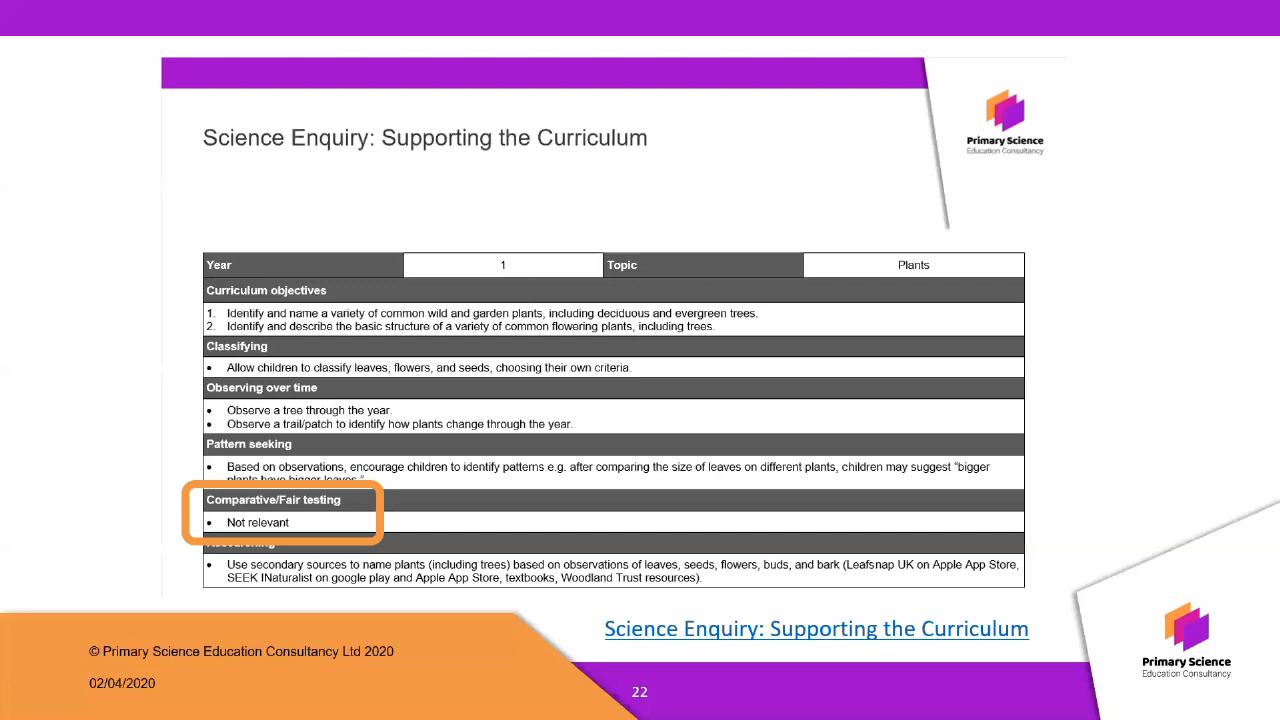 Science Enquiry: Supporting the Curriculum
Primary Science
Education Consultancy
Year 1 Topic Plants
Curriculum objectives
1. Identify and name a variety of common wild and garden plants, including deciduous and evergreen trees.
2. Identify and describe the basic structure of a variety of common flowering plants, including trees.
Classifying
• Allow children to classify leaves, flowers, and seeds, choosing their own criteria.
Observing over time
• Observe a tree through the year.
• Observe a trail/patch to identify how plants change through the year.
Pattern seeking
• Based on observations, encourage children to identify patterns e.g. after comparing the size of leaves on different plants, children may suggest “bigger
plants have bigger leaves.”
Comparative/Fair testing
• Not relevant
Researching
• Use secondary sources to name plants (including trees) based on observations of leaves, seeds, flowers, buds, and bark (Leafsnap UK on Apple App Store,
SEEK INaturalist on google play and Apple App Store, textbooks, Woodland Trust resources).
Science Enquiry: Supporting the Curriculum
© Primary Science Education Consultancy Ltd 2020
02/04/2020
22
Primary Science
Education Consultancy